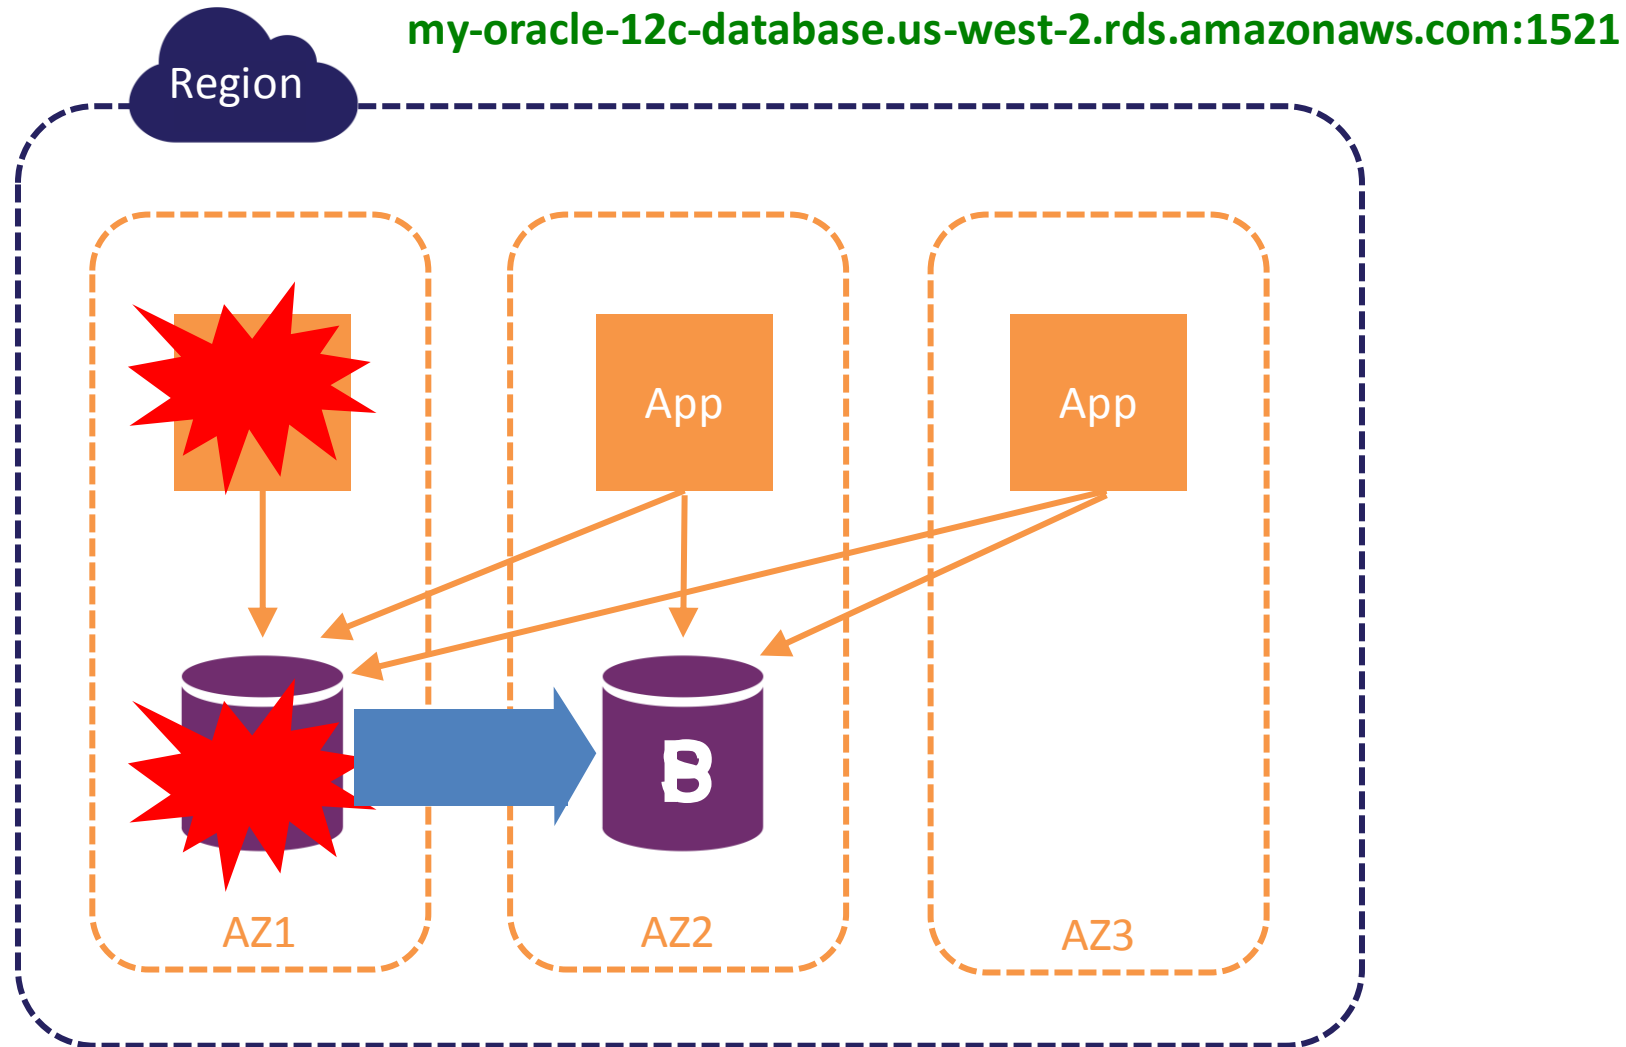 my-oracle-12c-database.us-west-2.rds.amazonaws.com:1521
Region
App
App
AZ1
AZ2
AZ3